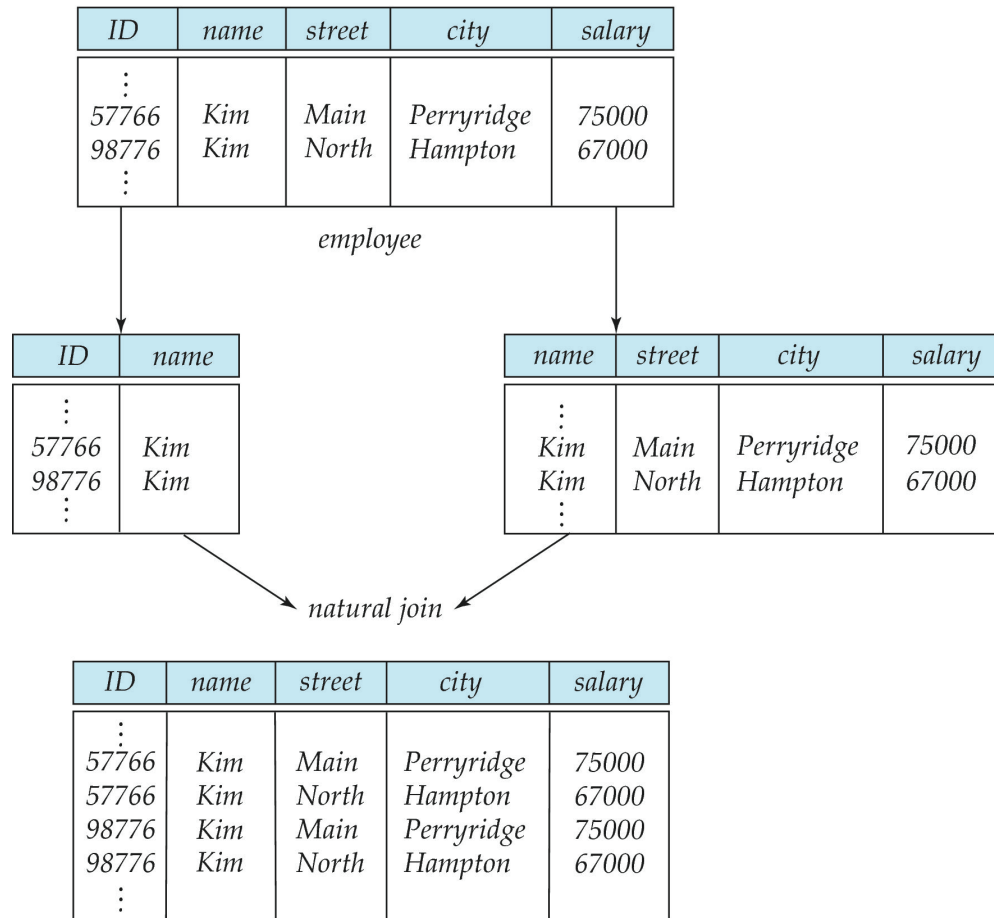 ID name street city salary
⋮
57766 Kim Main Perryridge 75000
98776 Kim North Hampton 67000
⋮
employee
ID name
⋮
57766 Kim
98776 Kim
⋮
name street city salary
⋮
Kim Main Perryridge 75000
Kim North Hampton 67000
⋮
natural join
ID name street city salary
⋮
57766 Kim Main Perryridge 75000
57766 Kim North Hampton 67000
98776 Kim Main Perryridge 75000
98776 Kim North Hampton 67000
⋮